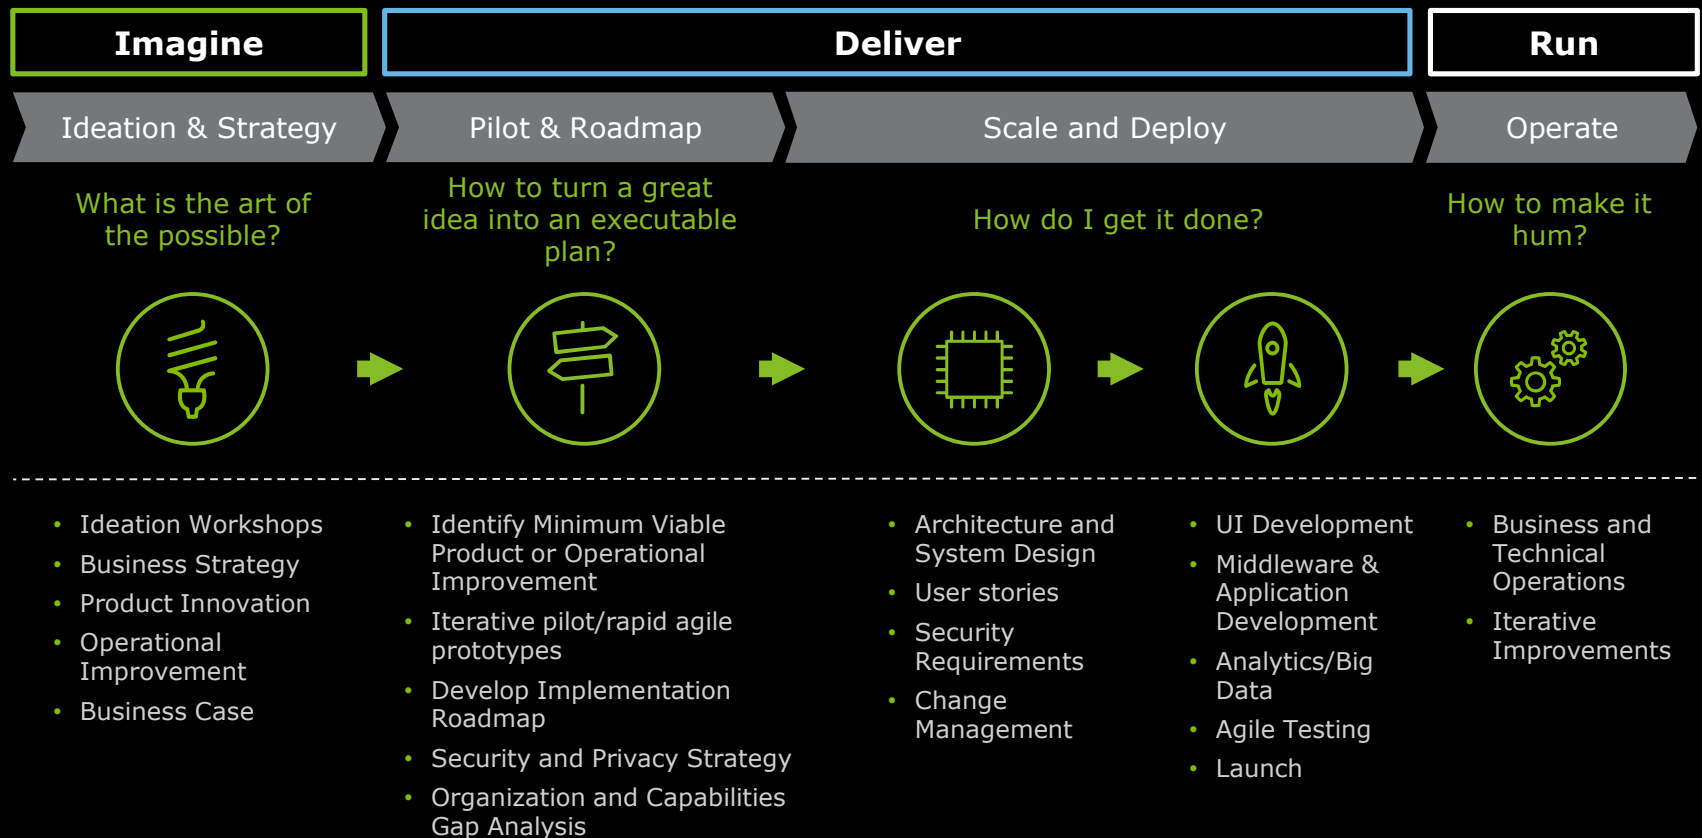 Imagine
Deliver
Run
Ideation & Strategy
Pilot & Roadmap
Scale and Deploy
Operate
What is the art of
the possible?
How to turn a great
idea into an executable
plan?
How do I get it done?
How to make it
hum?
• Ideation Workshops
• Business Strategy
• Product Innovation
• Operational
Improvement
• Business Case
• Identify Minimum Viable
Product or Operational
Improvement
• Iterative pilot/rapid agile
prototypes
• Develop Implementation
Roadmap
• Security and Privacy Strategy
• Organization and Capabilities
Gap Analysis
• Architecture and
System Design
• User stories
• Security
Requirements
• Change
Management
• UI Development
• Middleware &
Application
Development
• Analytics/Big
Data
• Agile Testing
• Launch
• Business and
Technical
Operations
• Iterative
Improvements